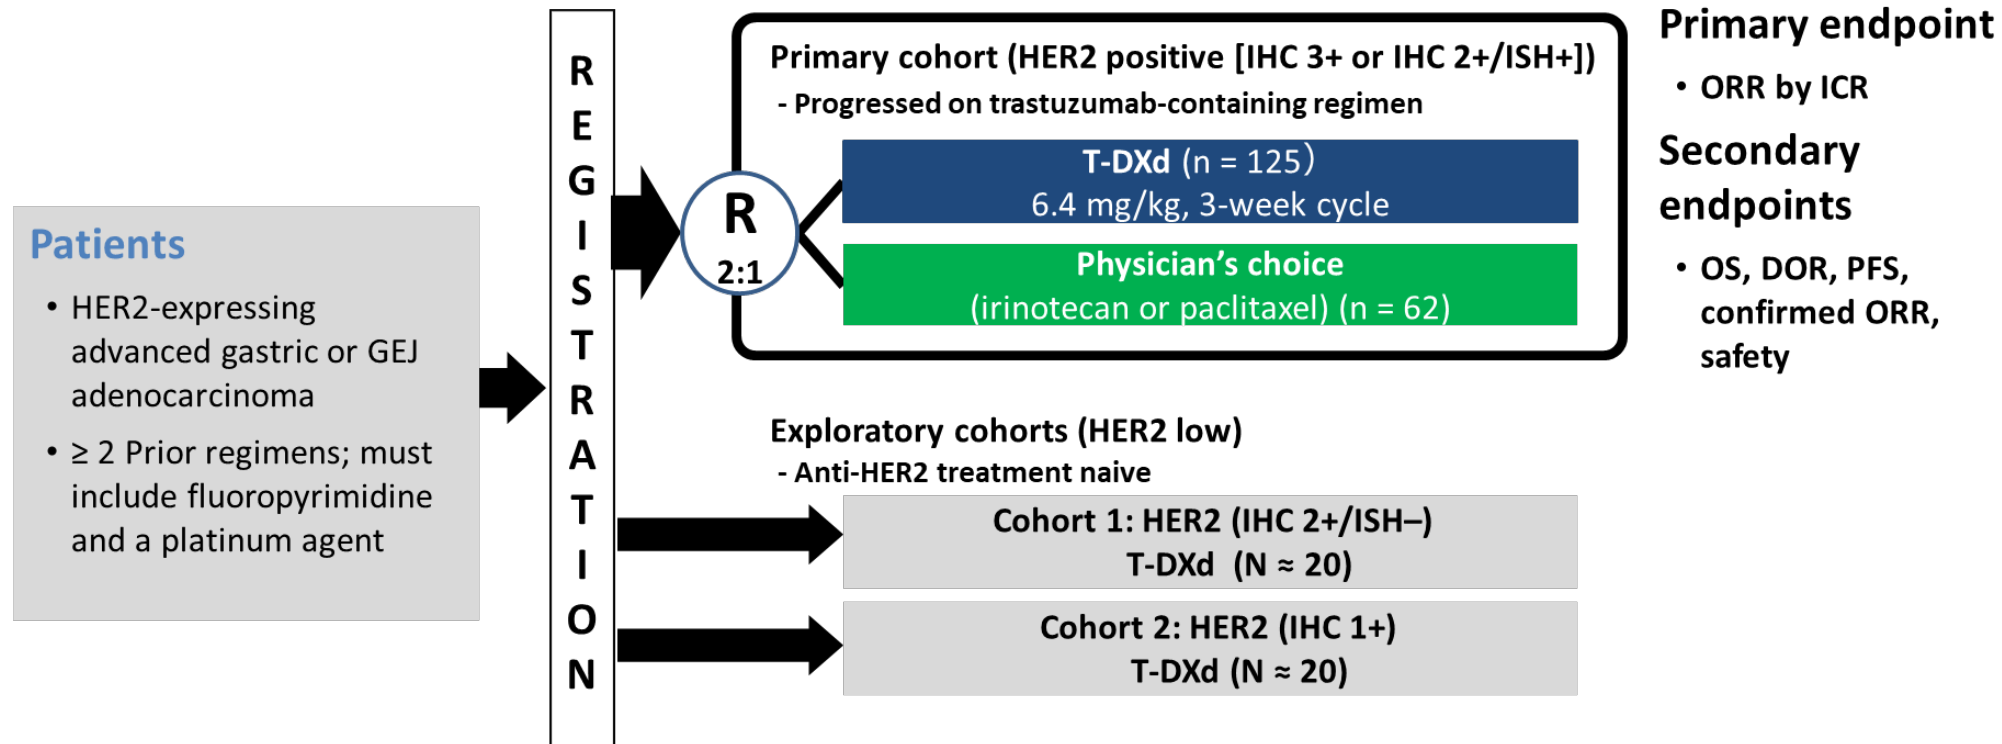 Patients
• HER2-expressing
advanced gastric or GEJ
adenocarcinoma
• ≥ 2 Prior regimens; must
include fluoropyrimidine
and a platinum agent
REGISTRATION
Primary cohort (HER2 positive [IHC 3+ or IHC 2+/ISH+])
- Progressed on trastuzumab-containing regimen
R
2:1
T-DXd (n = 125)
6.4 mg/kg, 3-week cycle
Physician’s choice
(irinotecan or paclitaxel) (n = 62)
Exploratory cohorts (HER2 low)
- Anti-HER2 treatment naive
Cohort 1: HER2 (IHC 2+/ISH–)
T-DXd (N ≈ 20)
Cohort 2: HER2 (IHC 1+)
T-DXd (N ≈ 20)
Primary endpoint
• ORR by ICR
Secondary
endpoints
• OS, DOR, PFS,
confirmed ORR,
safety